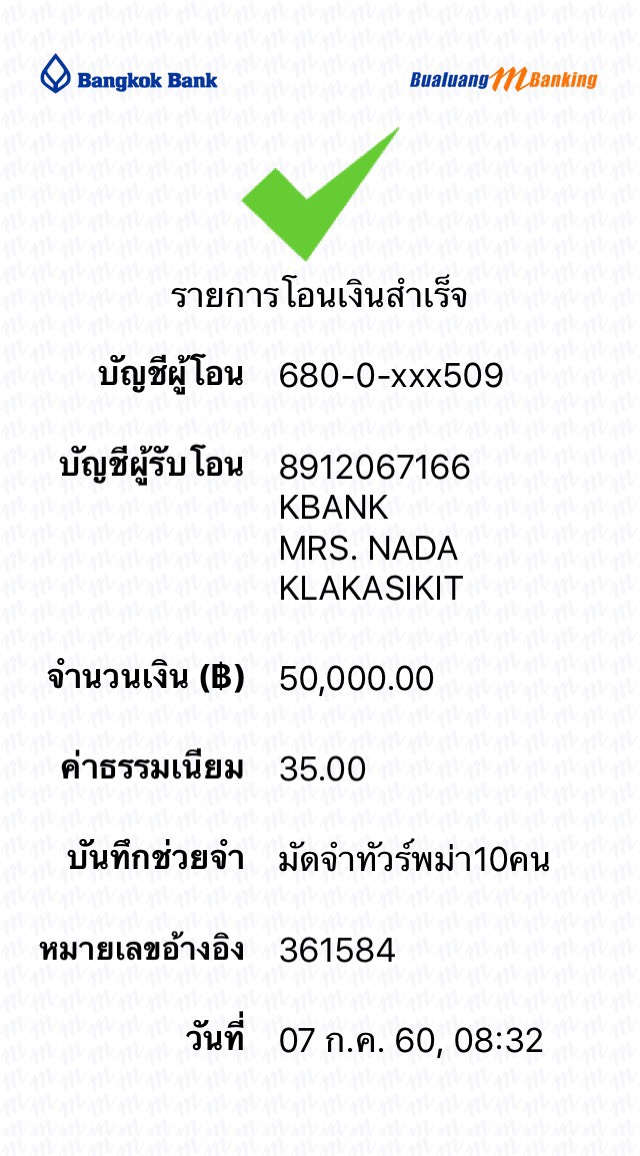 Bangkok Bank
Bualuang mBanking
รายการโอนเงินสำเร็จ
บัญชีผู้โอน 680-0-xxx509
บัญชีผู้รับโอน 8912067166
KBANK
MRS. NADA
KLAKASIKIT
จำนวนเงิน (฿) 50,000.00
ค่าธรรมเนียม 35.00
บันทึกช่วยจำ มัดจำทัวร์พม่า10คน
หมายเลขอ้างอิง 361584
วันที่ 07 ก.ค. 60, 08:32